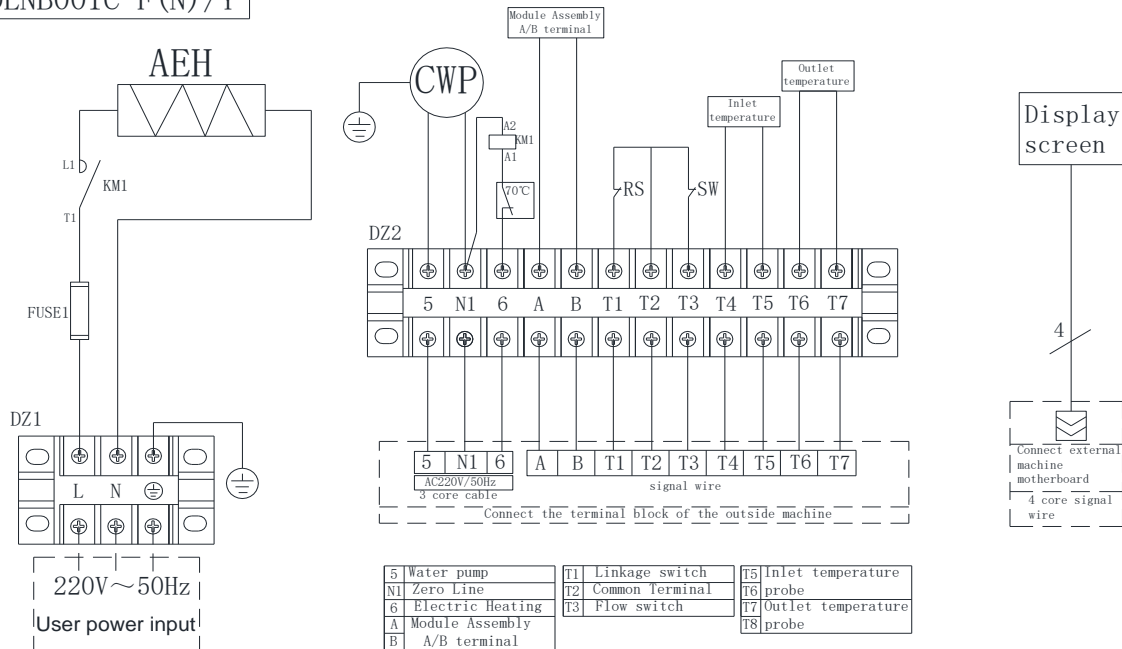 AEH
L1
KM1
T1
FUSE1
DZ1
L N
220V～50Hz
User power input
CWP
A2
KM1
A1
70℃
Module Assembly
A/B terminal
RS
SW
Inlet
temperature
Outlet
temperature
DZ2
5 N1 6 A B T1 T2 T3 T4 T5 T6 T7
5 N1 6 A B T1 T2 T3 T4 T5 T6 T7
AC220V/50Hz
3 core cable
signal wire
Connect the terminal block of the outside machine
5 Water pump
N1 Zero Line
6 Electric Heating
A Module Assembly
B A/B terminal
T1 Linkage switch
T2 Common Terminal
T3 Flow switch
T5 Inlet temperature
T6 probe
T7 Outlet temperature
T8 probe
Display
screen
4
Connect external
machine
motherboard
4 core signal
wire